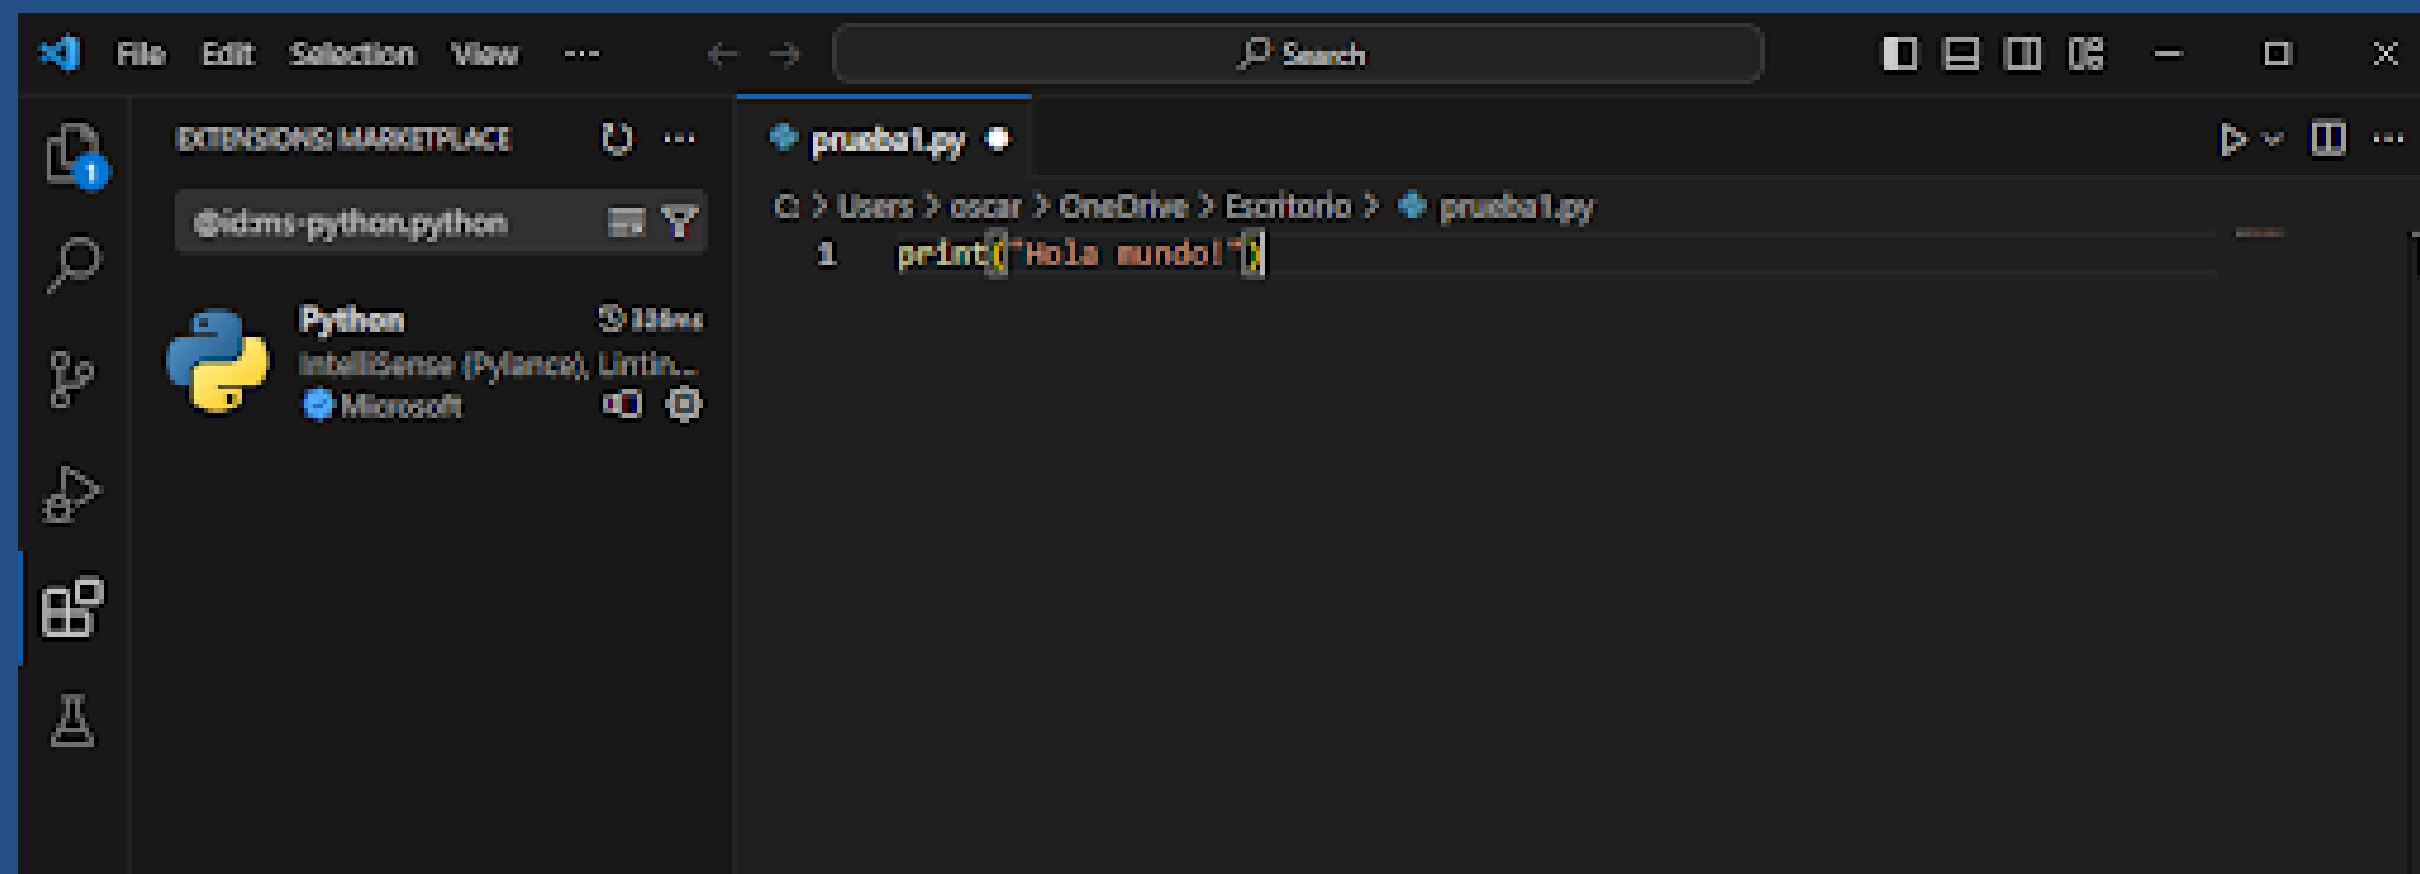 File Edit Selection View ··· Search
EXTENSIONS: MARKETPLACE
@id:ms-python.python
Python
IntelliSense (Pylance), Lintin...
Microsoft
1
prueba1.py
C: > Users > oscar > OneDrive > Escritorio > prueba1.py
1 print("Hola mundo!")